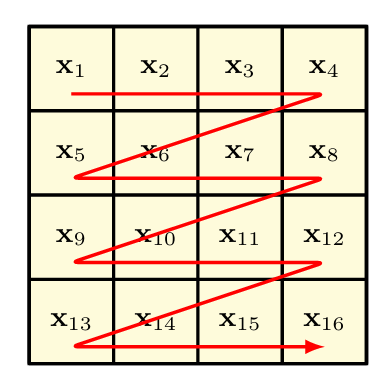 x₁ x₂ x₃ x₄
x₅ x₆ x₇ x₈
x₉ x₁₀ x₁₁ x₁₂
x₁₃ x₁₄ x₁₅ x₁₆